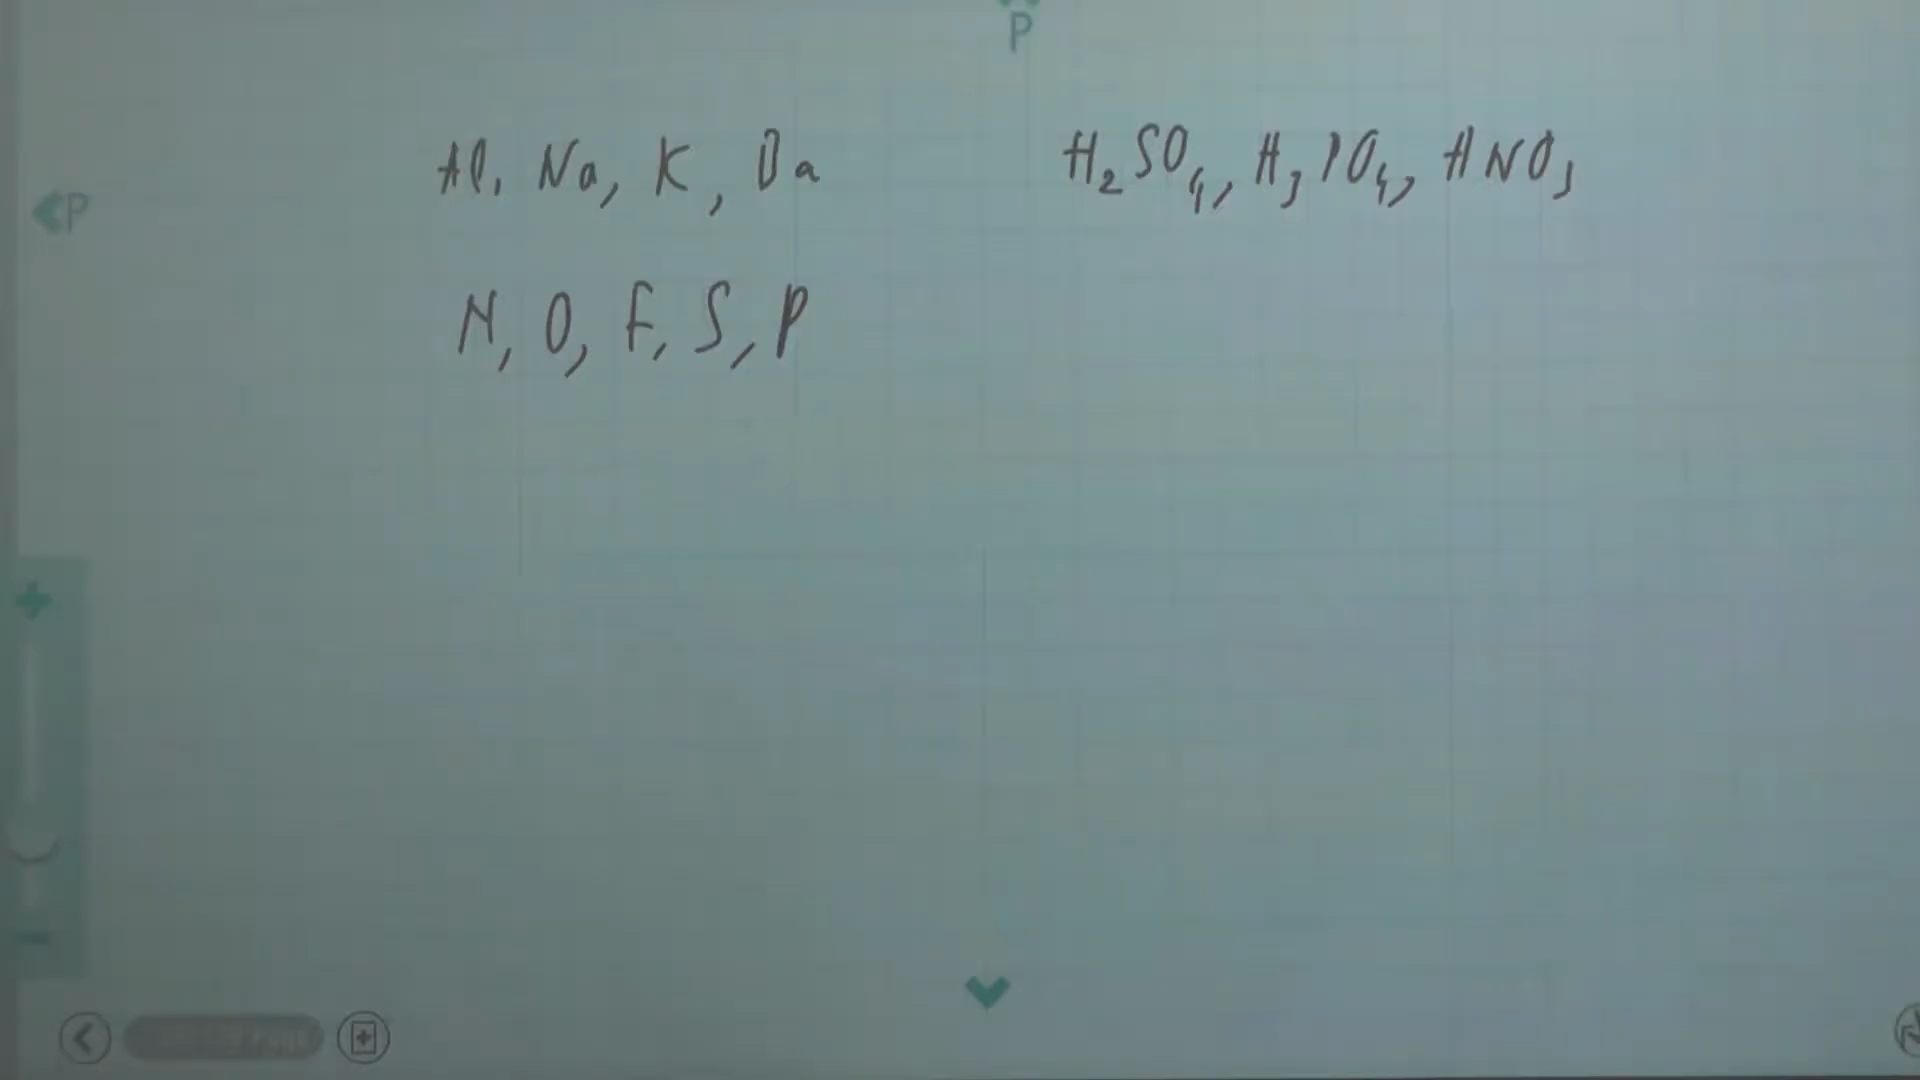 P
Al, Na, K, Ba
H₂SO₄, H₃PO₄, HNO₃
P
N, O, F, S, P